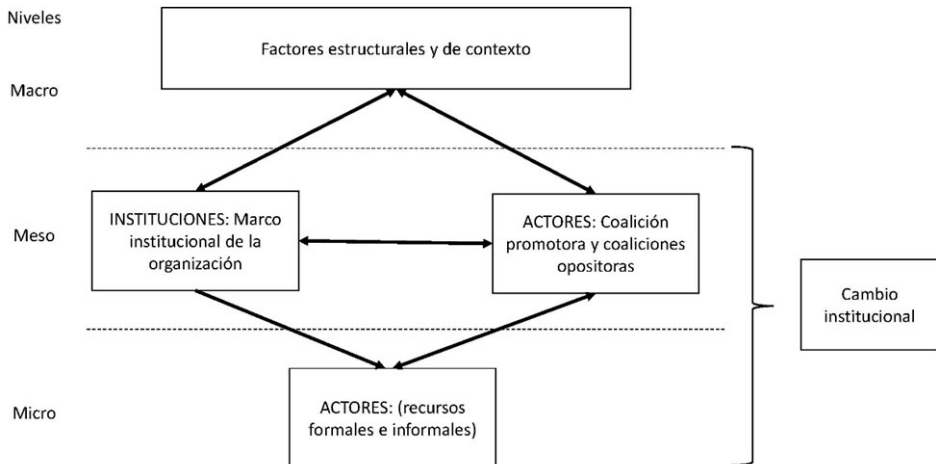 Niveles
Factores estructurales y de contexto
Macro
Meso
INSTITUCIONES: Marco
institucional de la
organización
ACTORES: Coalición
promotora y coaliciones
opositoras
Cambio
institucional
Micro
ACTORES: (recursos
formales e informales)